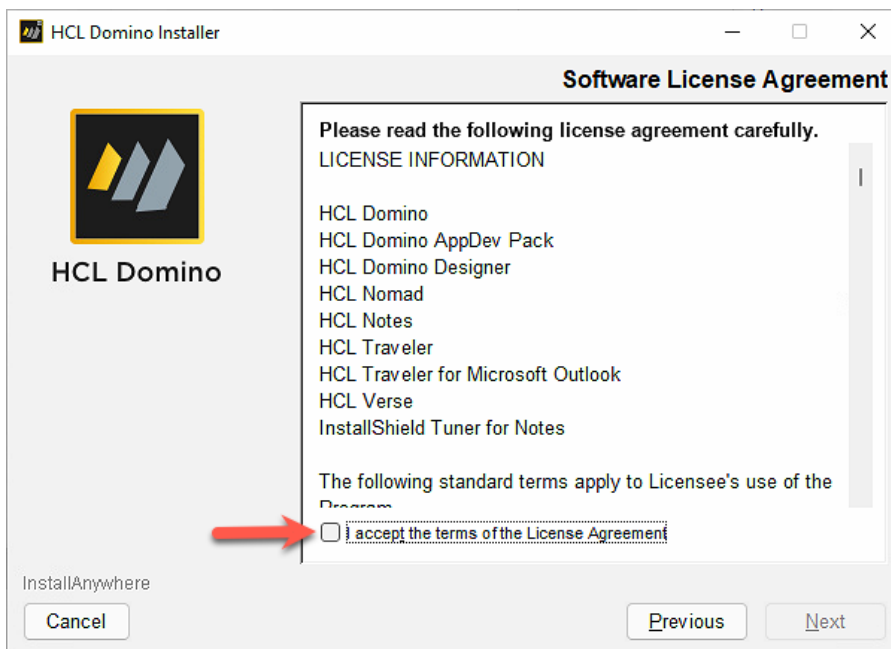 HCL Domino Installer
Software License Agreement
HCL Domino
Please read the following license agreement carefully.
LICENSE INFORMATION
HCL Domino
HCL Domino AppDev Pack
HCL Domino Designer
HCL Nomad
HCL Notes
HCL Traveler
HCL Traveler for Microsoft Outlook
HCL Verse
InstallShield Tuner for Notes
The following standard terms apply to Licensee's use of the
Program
I accept the terms of the License Agreement
InstallAnywhere
Cancel
Previous
Next